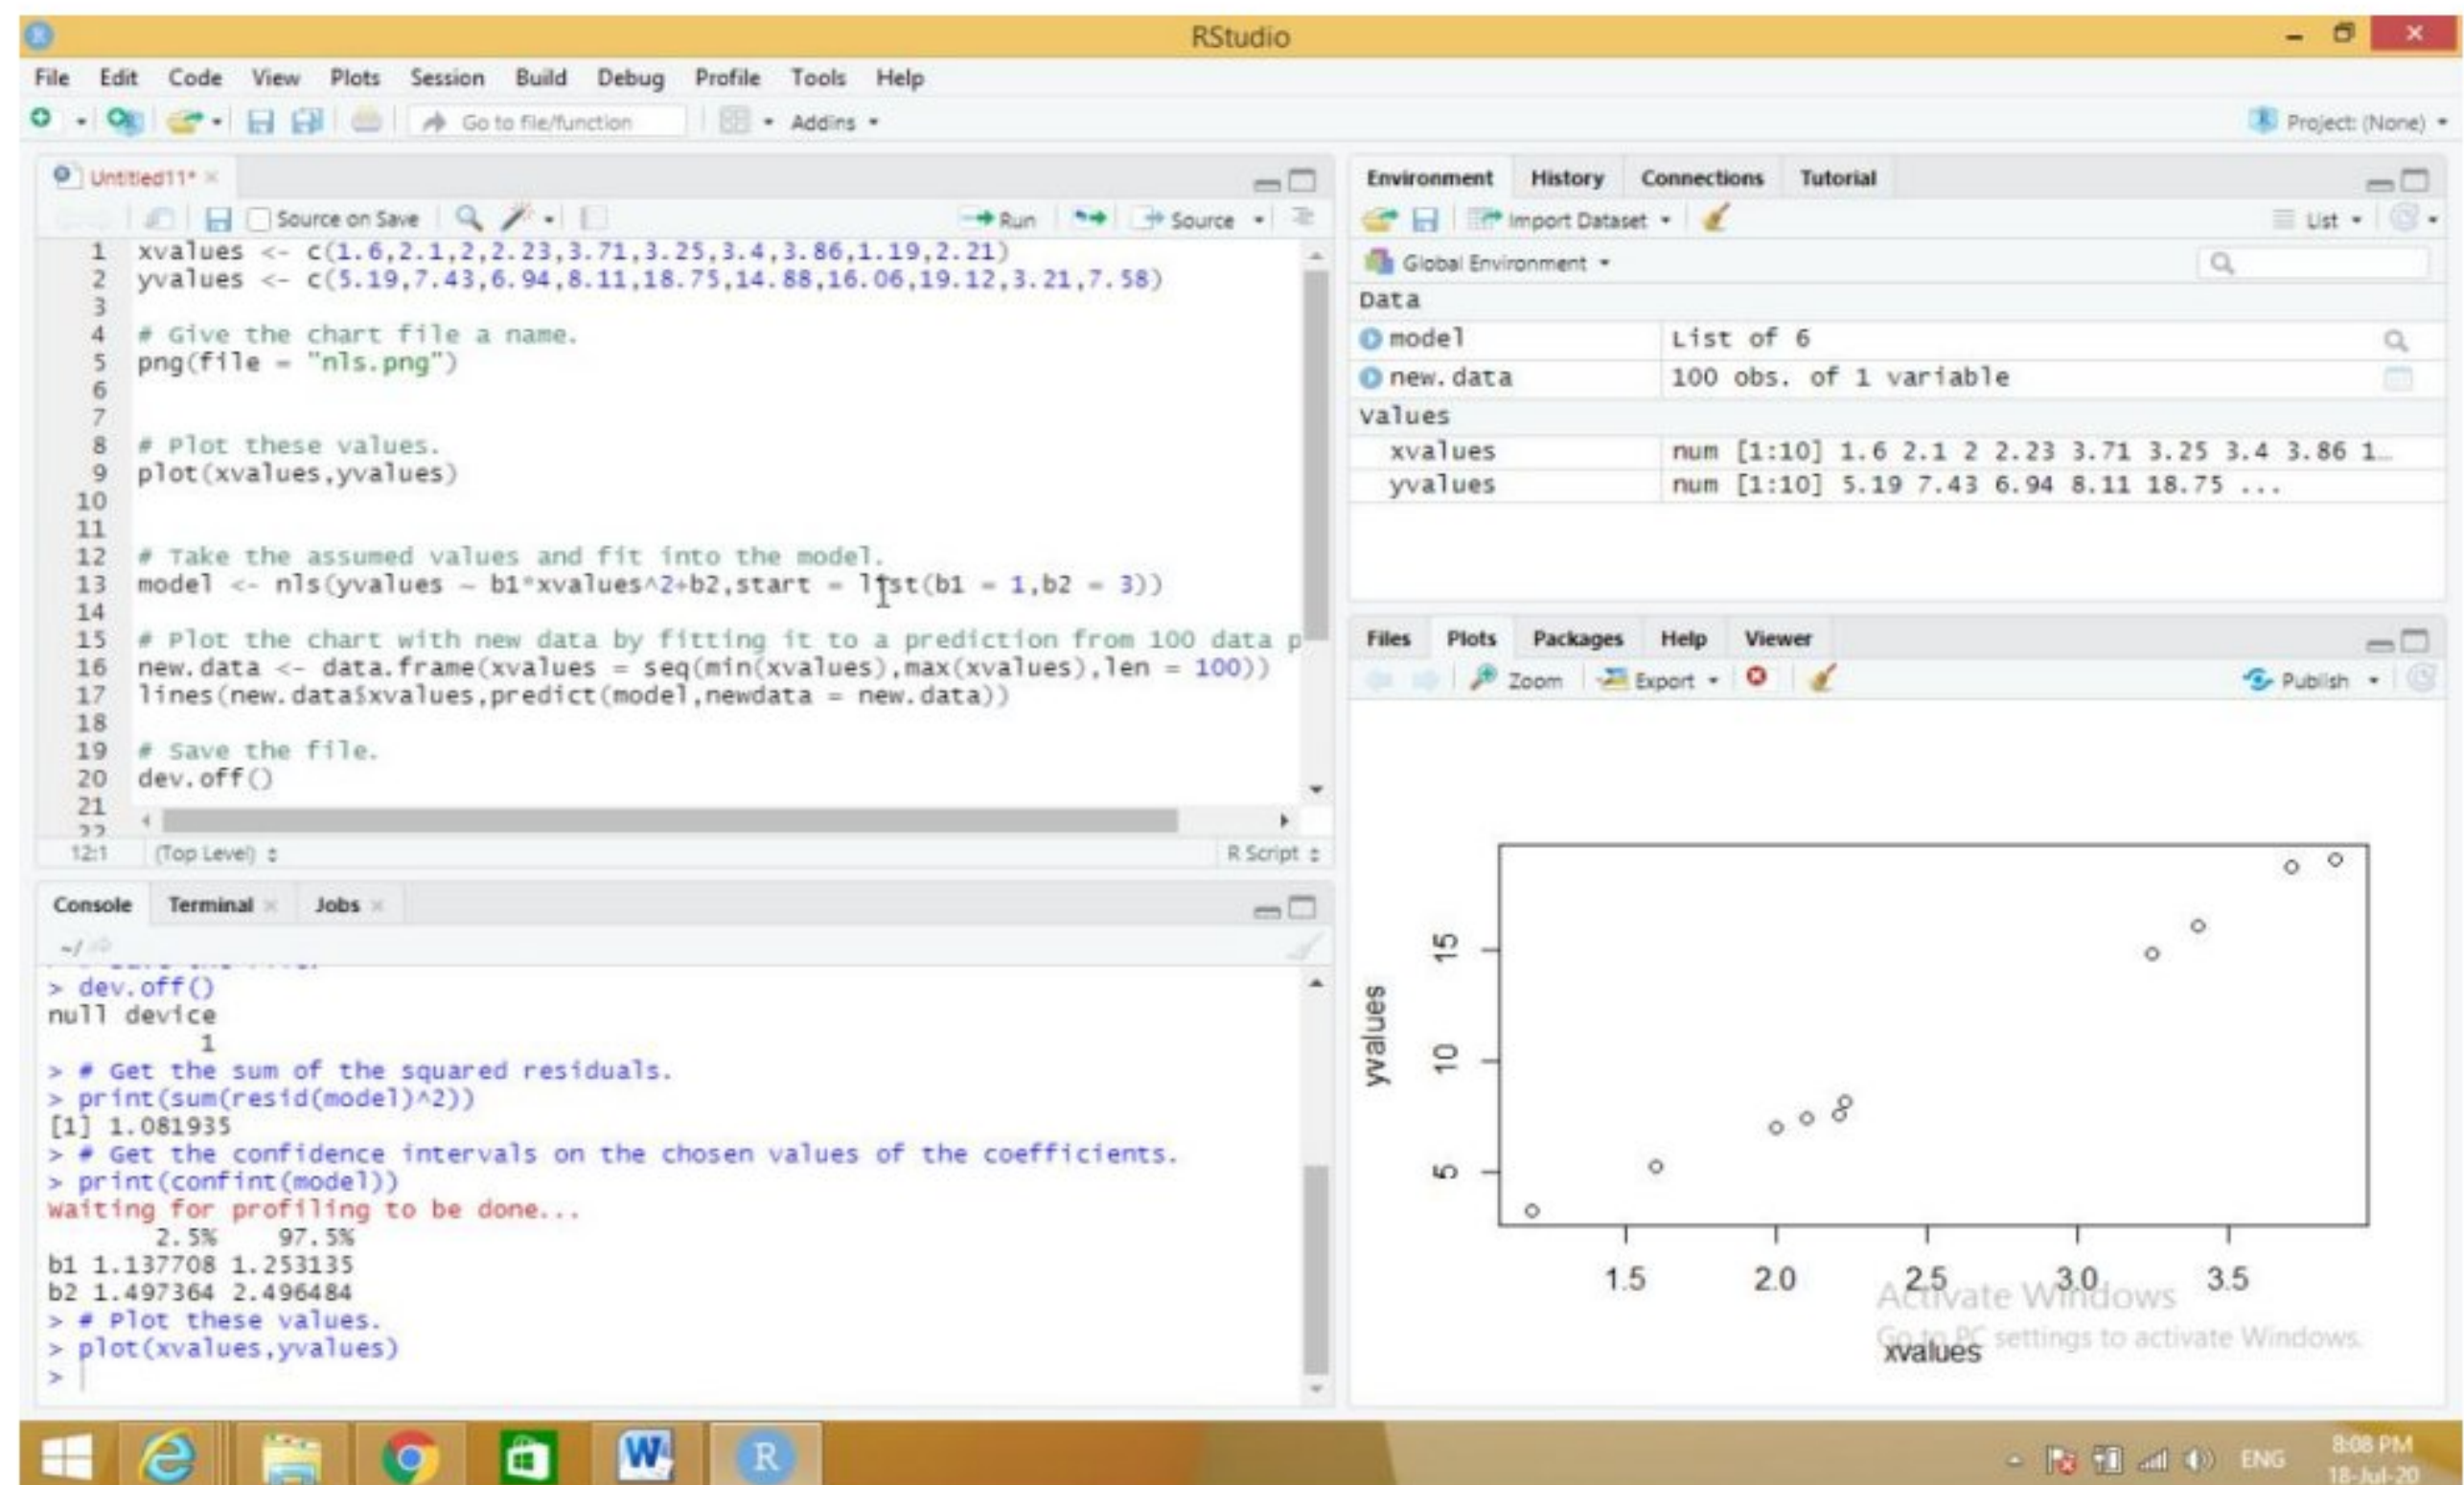 RStudio
File Edit Code View Plots Session Build Debug Profile Tools Help
Go to file/function Addins Project: (None)
Untitled11*
Source on Save Run Source
1 xvalues <- c(1.6,2.1,2,2.23,3.71,3.25,3.4,3.86,1.19,2.21)
2 yvalues <- c(5.19,7.43,6.94,8.11,18.75,14.88,16.06,19.12,3.21,7.58)
3
4 # Give the chart file a name.
5 png(file = "nls.png")
6
7
8 # Plot these values.
9 plot(xvalues,yvalues)
10
11
12 # Take the assumed values and fit into the model.
13 model <- nls(yvalues ~ b1*xvalues^2+b2,start = list(b1 = 1,b2 = 3))
14
15 # Plot the chart with new data by fitting it to a prediction from 100 data p
16 new.data <- data.frame(xvalues = seq(min(xvalues),max(xvalues),len = 100))
17 lines(new.data$xvalues,predict(model,newdata = new.data))
18
19 # Save the file.
20 dev.off()
21
22
12:1 (Top Level) R Script
Console Terminal Jobs
~/
> dev.off()
null device
1
> # Get the sum of the squared residuals.
> print(sum(resid(model)^2))
[1] 1.081935
> # Get the confidence intervals on the chosen values of the coefficients.
> print(confint(model))
Waiting for profiling to be done...
2.5% 97.5%
b1 1.137708 1.253135
b2 1.497364 2.496484
> # Plot these values.
> plot(xvalues,yvalues)
>
Environment History Connections Tutorial
Import Dataset List
Global Environment
Data
model List of 6
new.data 100 obs. of 1 variable
Values
xvalues num [1:10] 1.6 2.1 2 2.23 3.71 3.25 3.4 3.86 1…
yvalues num [1:10] 5.19 7.43 6.94 8.11 18.75 ...
Files Plots Packages Help Viewer
Zoom Export Publish
yvalues
15
10
5
1.5 2.0 2.5 3.0 3.5
xvalues
Activate Windows
Go to PC settings to activate Windows.
ENG
8:08 PM
18-Jul-20